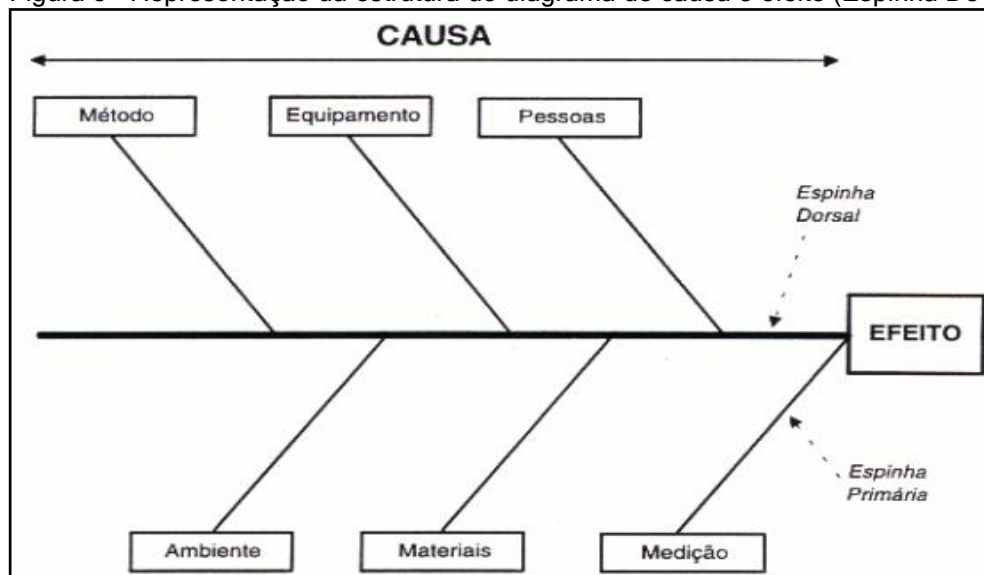 CAUSA
Método
Equipamento
Pessoas
Espinha
Dorsal
EFEITO
Espinha
Primária
Ambiente
Materiais
Medição